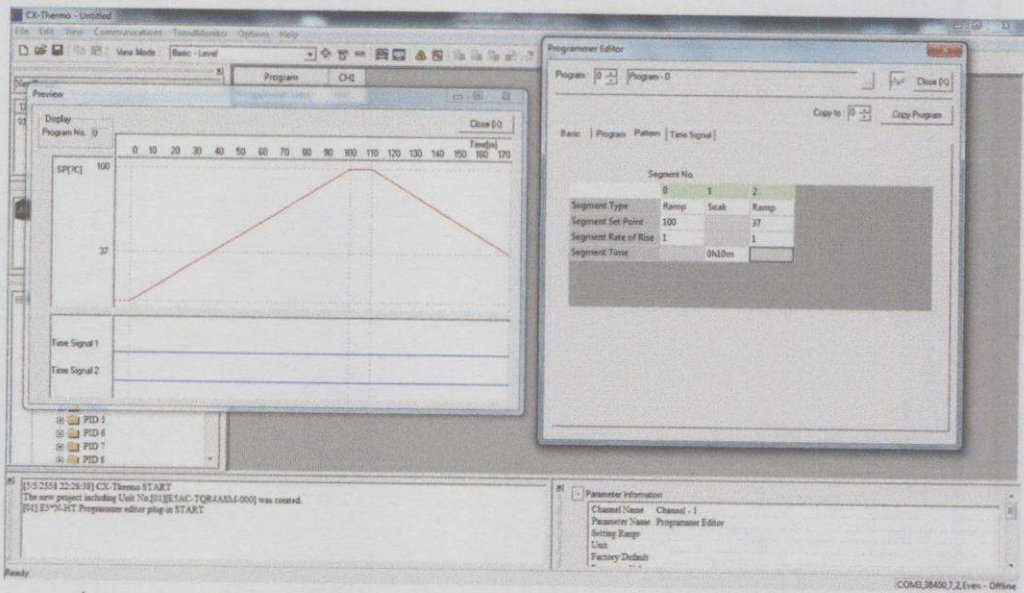 CX-Thermo - Untitled
File Edit View Communications TrendMonitor Options Help
View Mode Basic - Level
Program CH1
Preview
Display
Program No. 0
Close [X]
Time[m]
0 10 20 30 40 50 60 70 80 90 100 110 120 130 140 150 160 170
SP[?C]
100
37
Time Signal 1
Time Signal 2
PID 5
PID 6
PID 7
PID 8
Programmer Editor
Program 0 Program - 0 ... Close [X]
Copy to 0 Copy Program
Basic Program Pattern Time Signal
Segment No.
0 1 2
Segment Type Ramp Soak Ramp
Segment Set Point 100 37
Segment Rate of Rise 1 1
Segment Time 0h10m
[5/5/2558 22:28:38] CX-Thermo START
The new project including Unit No.[01][E5AC-TQR4A8M-000] was created.
[01] E5*N-HT Programmer editor plug-in START
Parameter Information
Channel Name Channel - 1
Parameter Name Programmer Editor
Setting Range
Unit
Factory Default
Ready
COM3,38400,7,2,Even - Offline